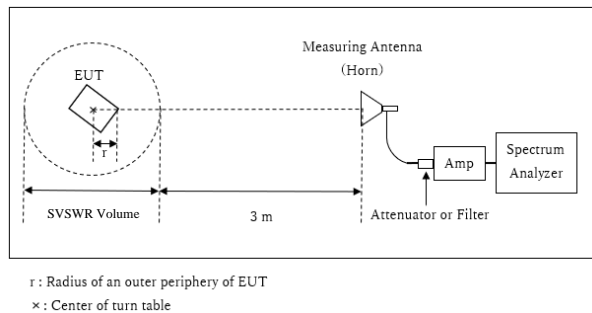 Measuring Antenna
(Horn)
EUT
r
Amp
Spectrum
Analyzer
SVSWR Volume
3 m
Attenuator or Filter
r : Radius of an outer periphery of EUT
× : Center of turn table